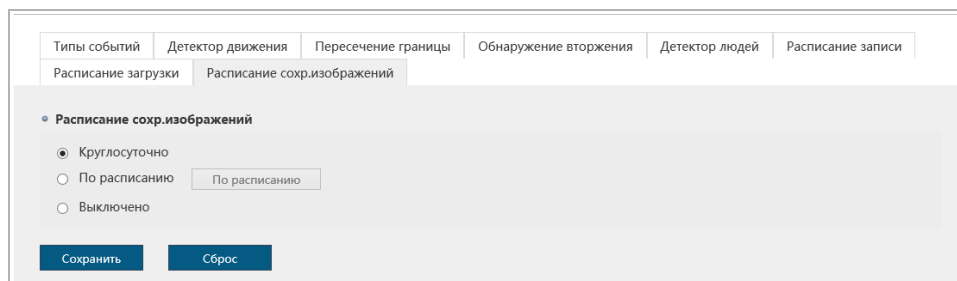 Типы событий Детектор движения Пересечение границы Обнаружение вторжения Детектор людей Расписание записи
Расписание загрузки Расписание сохр.изображений
Расписание сохр.изображений
Круглосуточно
По расписанию По расписанию
Выключено
Сохранить Сброс